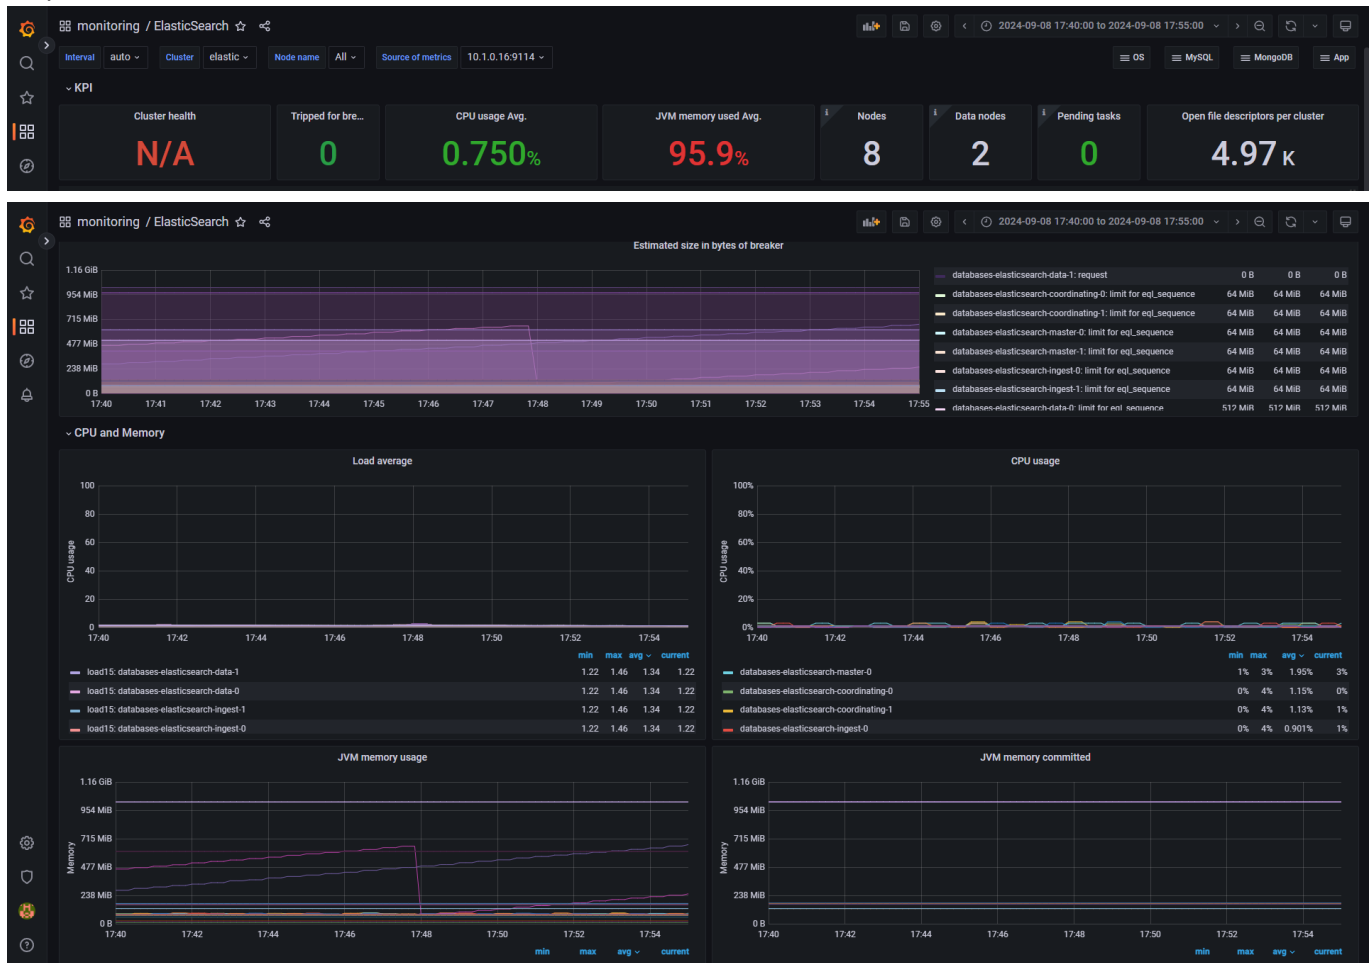 monitoring / ElasticSearch
2024-09-08 17:40:00 to 2024-09-08 17:55:00
Interval auto Cluster elastic Node name All Source of metrics 10.1.0.16:9114 OS MySQL MongoDB App
KPI
Cluster health Tripped for bre... CPU usage Avg. JVM memory used Avg. Nodes Data nodes Pending tasks Open file descriptors per cluster
N/A 0 0.750% 95.9% 8 2 0 4.97 K
monitoring / ElasticSearch
2024-09-08 17:40:00 to 2024-09-08 17:55:00
Estimated size in bytes of breaker
1.16 GiB
954 MiB
715 MiB
477 MiB
238 MiB
0 B
17:40 17:41 17:42 17:43 17:44 17:45 17:46 17:47 17:48 17:49 17:50 17:51 17:52 17:53 17:54 17:55
databases-elasticsearch-data-1: request 0 B 0 B 0 B
databases-elasticsearch-coordinating-0: limit for eql_sequence 64 MiB 64 MiB 64 MiB
databases-elasticsearch-coordinating-1: limit for eql_sequence 64 MiB 64 MiB 64 MiB
databases-elasticsearch-master-0: limit for eql_sequence 64 MiB 64 MiB 64 MiB
databases-elasticsearch-master-1: limit for eql_sequence 64 MiB 64 MiB 64 MiB
databases-elasticsearch-ingest-0: limit for eql_sequence 64 MiB 64 MiB 64 MiB
databases-elasticsearch-ingest-1: limit for eql_sequence 64 MiB 64 MiB 64 MiB
databases-elasticsearch-data-0: limit for eql_sequence 512 MiB 512 MiB 512 MiB
CPU and Memory
Load average
CPU usage
100
80
60
40
20
0
17:40 17:42 17:44 17:46 17:48 17:50 17:52 17:54
min max avg current
load15: databases-elasticsearch-data-1 1.22 1.46 1.34 1.22
load15: databases-elasticsearch-data-0 1.22 1.46 1.34 1.22
load15: databases-elasticsearch-ingest-1 1.22 1.46 1.34 1.22
load15: databases-elasticsearch-ingest-0 1.22 1.46 1.34 1.22
CPU usage
CPU usage
100%
80%
60%
40%
20%
0%
17:40 17:42 17:44 17:46 17:48 17:50 17:52 17:54
min max avg current
databases-elasticsearch-master-0 1% 3% 1.95% 3%
databases-elasticsearch-coordinating-0 0% 4% 1.15% 0%
databases-elasticsearch-coordinating-1 0% 4% 1.13% 1%
databases-elasticsearch-ingest-0 0% 4% 0.901% 1%
JVM memory usage
Memory
1.16 GiB
954 MiB
715 MiB
477 MiB
238 MiB
0 B
17:40 17:42 17:44 17:46 17:48 17:50 17:52 17:54
min max avg current
JVM memory committed
Memory
1.16 GiB
954 MiB
715 MiB
477 MiB
238 MiB
0 B
17:40 17:42 17:44 17:46 17:48 17:50 17:52 17:54
min max avg current